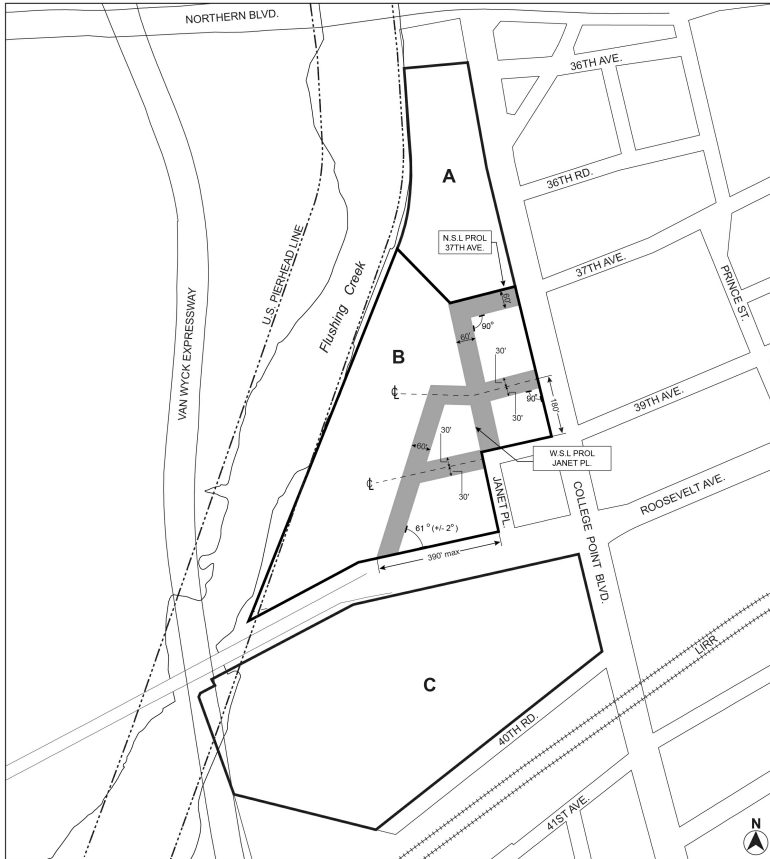 NORTHERN BLVD.
36TH AVE.
A
36TH RD.
N.S.L PROL
37TH AVE.
37TH AVE.
U.S. PIERHEAD LINE
Flushing Creek
PRINCE ST.
VAN WYCK EXPRESSWAY
60'
90°
60'
B
30'
180'
90°
30'
39TH AVE.
30'
60'
W.S.L PROL
JANET PL.
30'
JANET PL.
COLLEGE POINT BLVD.
ROOSEVELT AVE.
61° (+/- 2°)
390' max
LIRR
C
40TH RD.
41ST AVE.
N